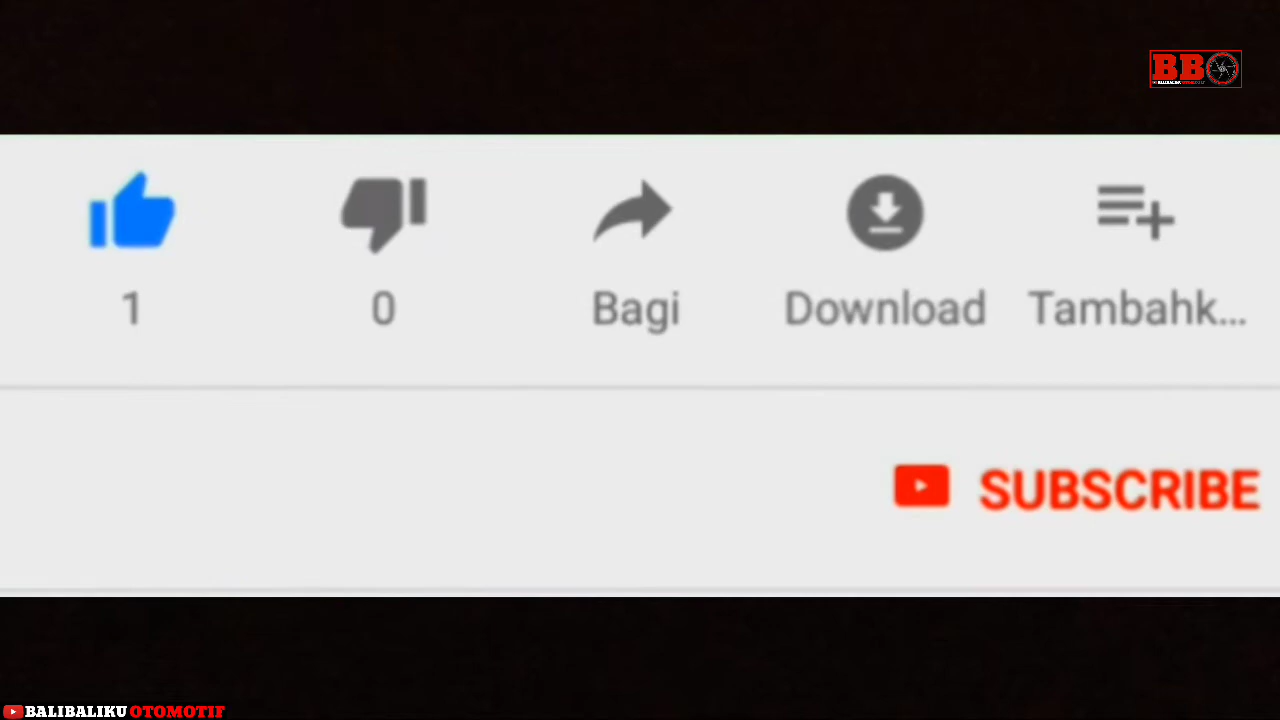 BB
1
0
Bagi
Download
Tambahk...
SUBSCRIBE
BALIBALIKU OTOMOTIF